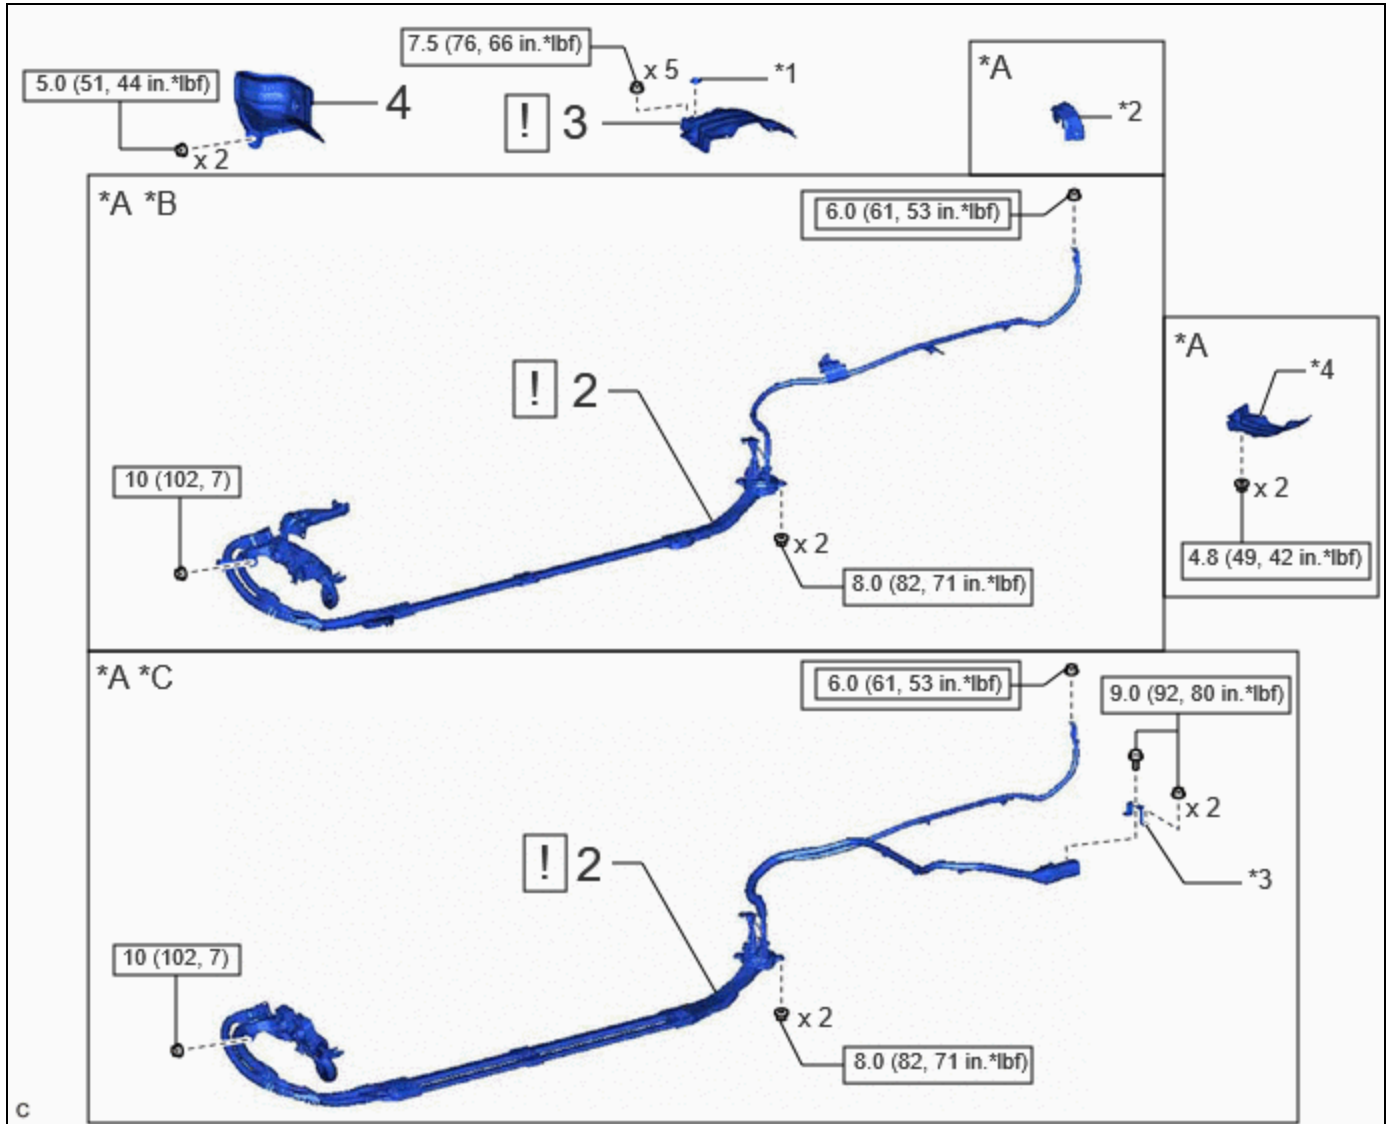 7.5 (76, 66 in.*lbf)
x 5
*1
*A
5.0 (51, 44 in.*lbf)
4
! 3
*2
x 2
*A *B
6.0 (61, 53 in.*lbf)
*A
*4
! 2
10 (102, 7)
x 2
x 2
4.8 (49, 42 in.*lbf)
8.0 (82, 71 in.*lbf)
*A *C
6.0 (61, 53 in.*lbf)
9.0 (92, 80 in.*lbf)
x 2
! 2
*3
10 (102, 7)
x 2
8.0 (82, 71 in.*lbf)
C